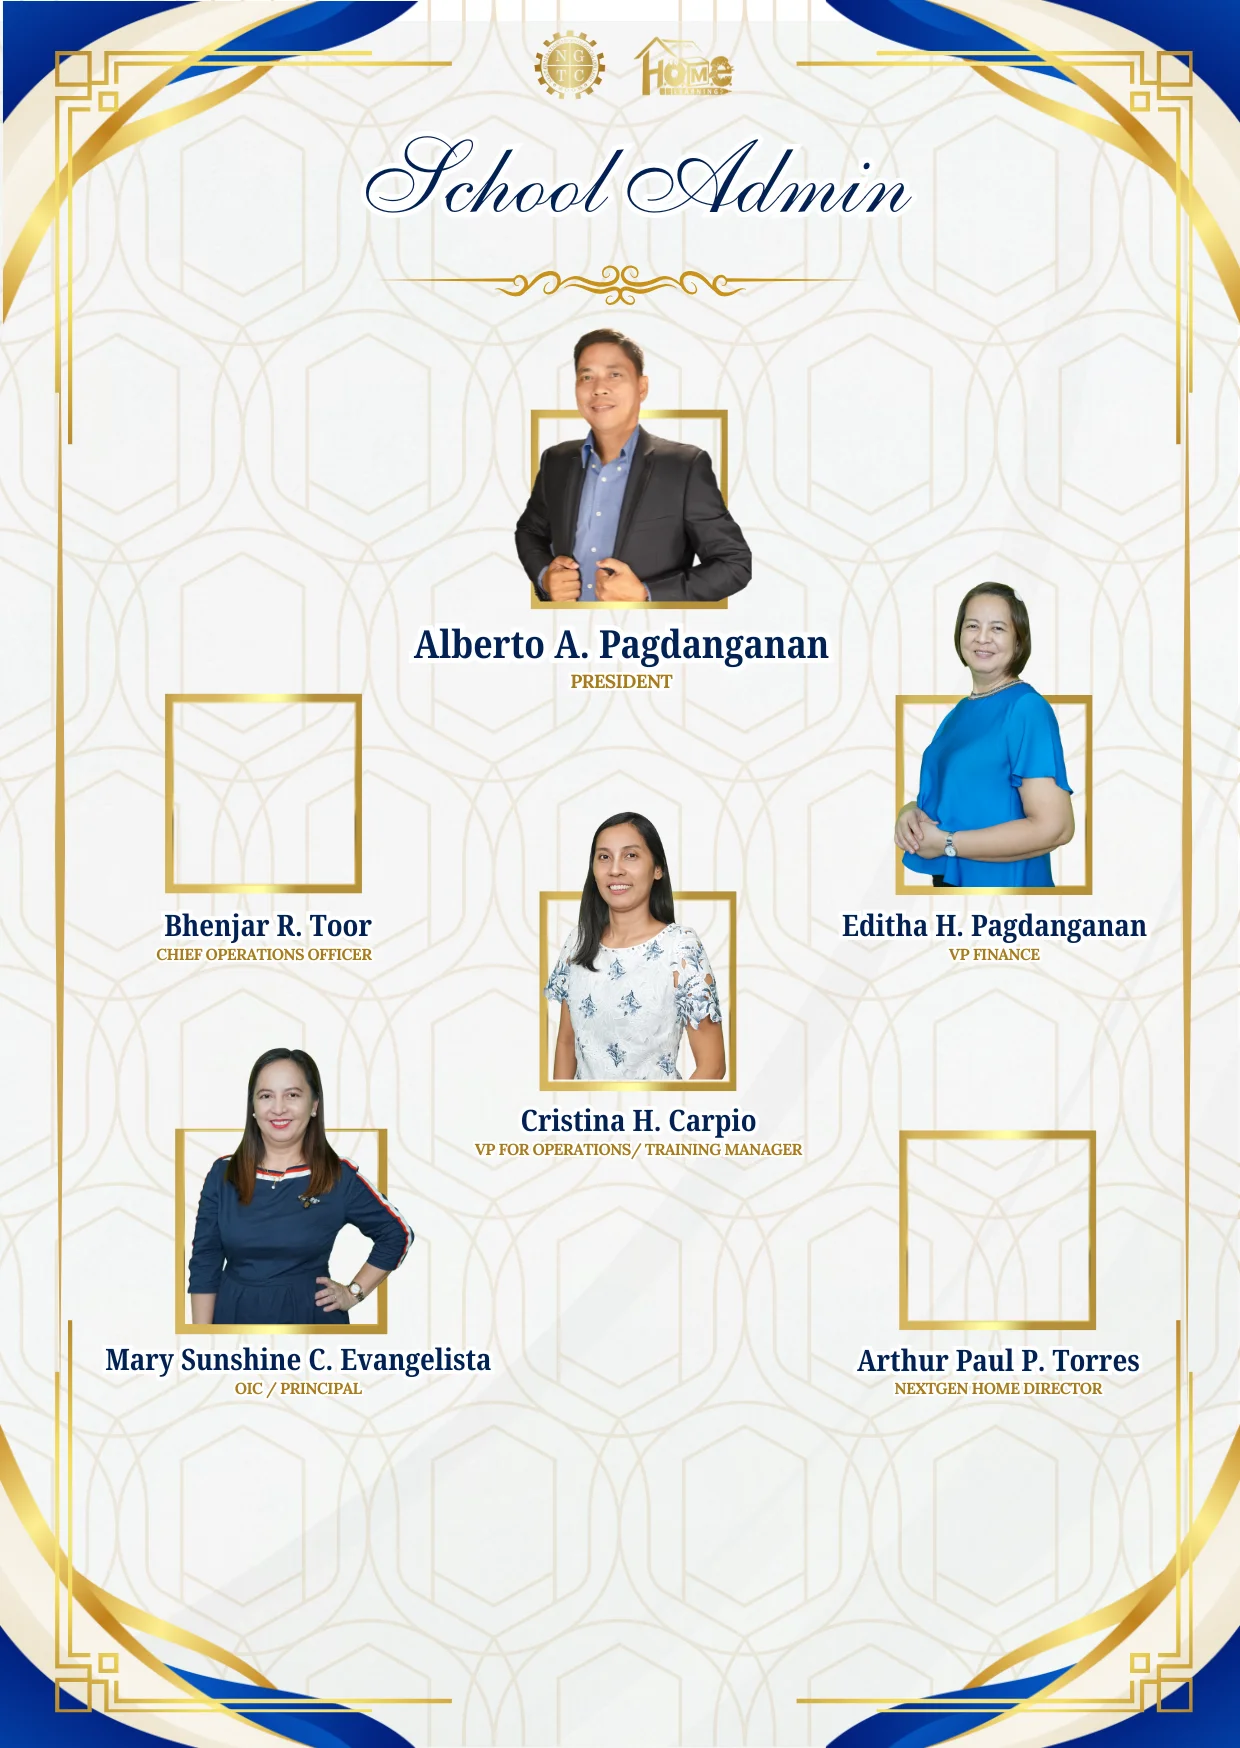 N G
T C
HOME
LEARNING
School Admin
Alberto A. Pagdanganan
PRESIDENT
Bhenjar R. Toor
CHIEF OPERATIONS OFFICER
Editha H. Pagdanganan
VP FINANCE
Cristina H. Carpio
VP FOR OPERATIONS/ TRAINING MANAGER
Mary Sunshine C. Evangelista
OIC / PRINCIPAL
Arthur Paul P. Torres
NEXTGEN HOME DIRECTOR